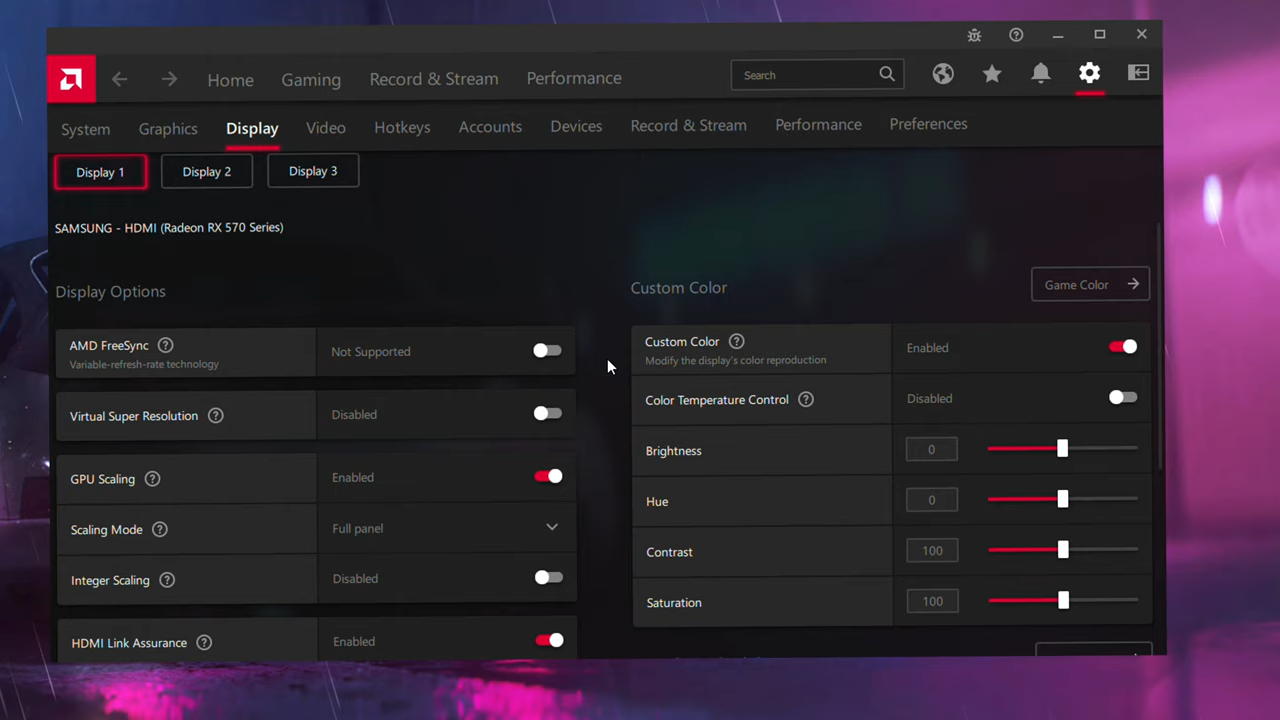 Home
Gaming
Record & Stream
Performance
Search
System
Graphics
Display
Video
Hotkeys
Accounts
Devices
Record & Stream
Performance
Preferences
Display 1
Display 2
Display 3
SAMSUNG - HDMI (Radeon RX 570 Series)
Display Options
AMD FreeSync
Variable-refresh-rate technology
Not Supported
Virtual Super Resolution
Disabled
GPU Scaling
Enabled
Scaling Mode
Full panel
Integer Scaling
Disabled
HDMI Link Assurance
Enabled
Custom Color
Game Color
Custom Color
Modify the display's color reproduction
Enabled
Color Temperature Control
Disabled
Brightness
0
Hue
0
Contrast
100
Saturation
100